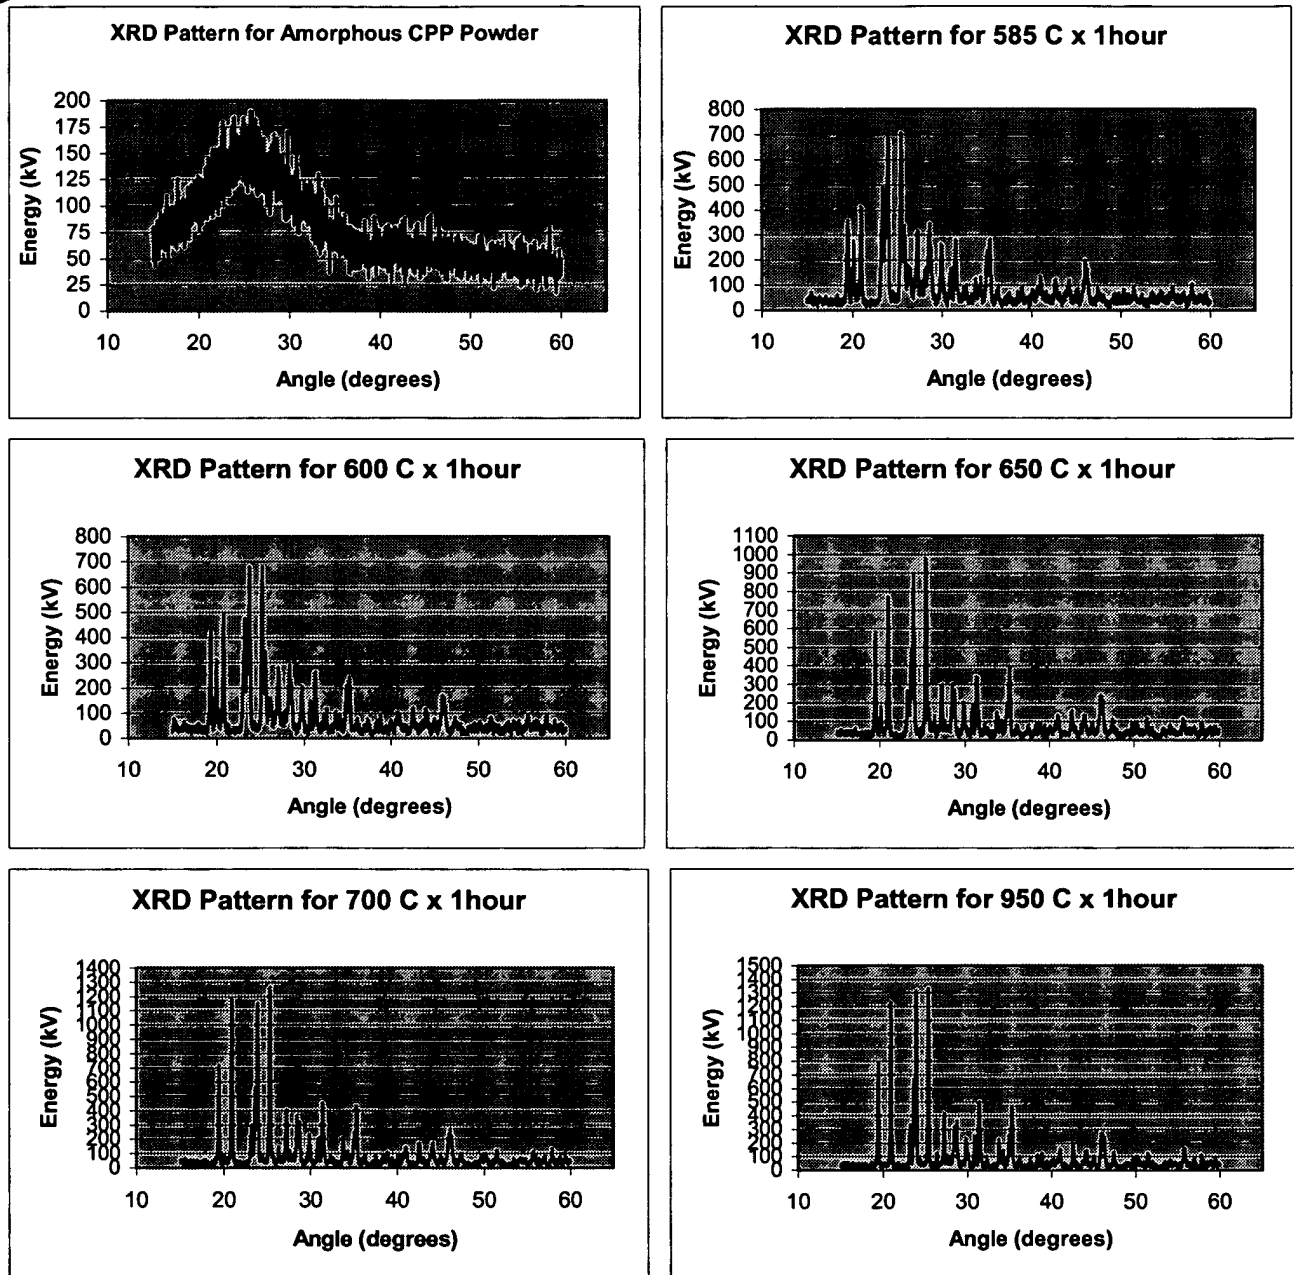 XRD Pattern for Amorphous CPP Powder
200
175
150
125
100
75
50
25
0
Energy (kV)
10 20 30 40 50 60
Angle (degrees)
XRD Pattern for 585 C x 1hour
800
700
600
500
400
300
200
100
0
Energy (kV)
10 20 30 40 50 60
Angle (degrees)
XRD Pattern for 600 C x 1hour
800
700
600
500
400
300
200
100
0
Energy (kV)
10 20 30 40 50 60
Angle (degrees)
XRD Pattern for 650 C x 1hour
1100
1000
900
800
700
600
500
400
300
200
100
0
Energy (kV)
10 20 30 40 50 60
Angle (degrees)
XRD Pattern for 700 C x 1hour
1400
1300
1200
1100
1000
900
800
700
600
500
400
300
200
100
0
Energy (kV)
10 20 30 40 50 60
Angle (degrees)
XRD Pattern for 950 C x 1hour
1500
1400
1300
1200
1100
1000
900
800
700
600
500
400
300
200
100
0
Energy (kV)
10 20 30 40 50 60
Angle (degrees)